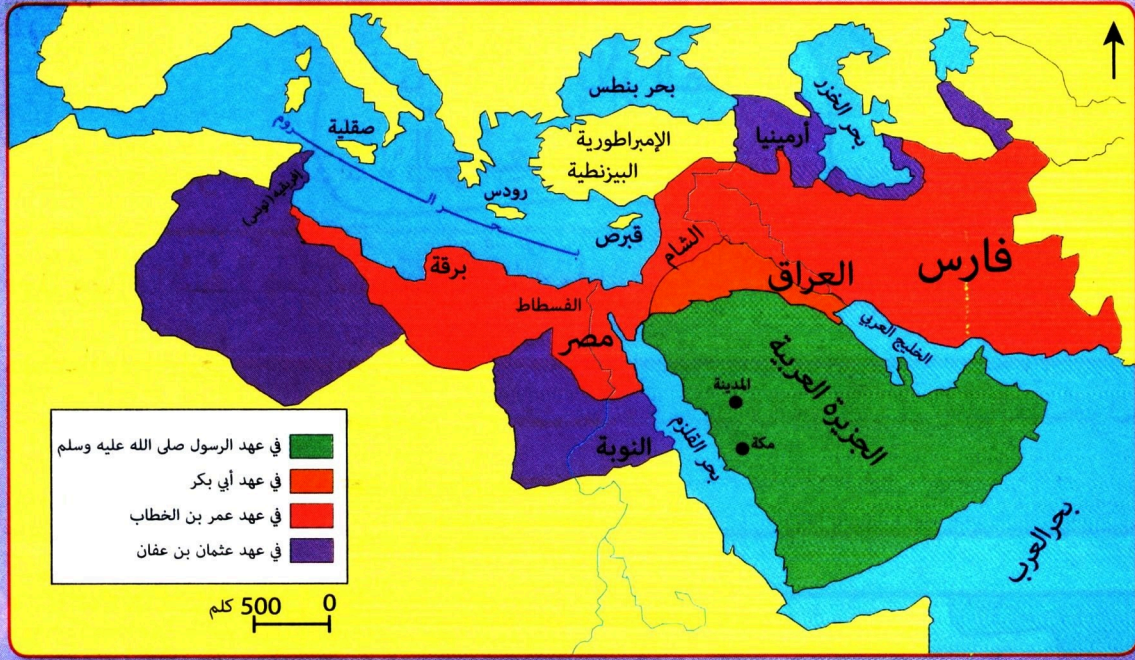 بحر بنطس
بحر الخزر
صقلية
الإمبراطورية
البيزنطية
أرمينيا
بحر الروم
رودس
قبرص
إفريقية (تونس)
الشام
فارس
العراق
برقة
الفسطاط
مصر
الخليج العربي
المدينة
مكة
الجزيرة العربية
بحر القلزم
النوبة
بحر العرب
في عهد الرسول صلى الله عليه وسلم
في عهد أبي بكر
في عهد عمر بن الخطاب
في عهد عثمان بن عفان
0 500 كلم